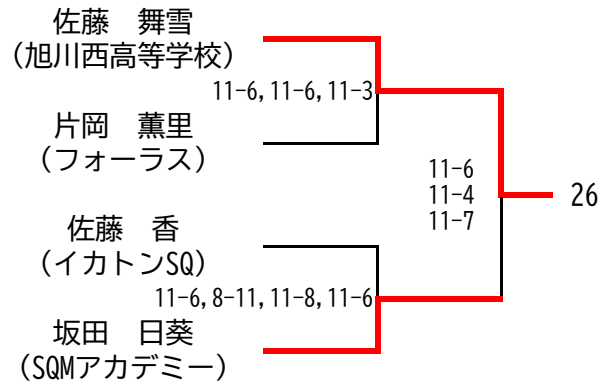 佐藤　舞雪
(旭川西高等学校)
11-6,11-6,11-3
片岡　薫里
(フォーラス)
11-6
11-4
11-7
26
佐藤　香
(イカトンSQ)
11-6,8-11,11-8,11-6
坂田　日葵
(SQMアカデミー)